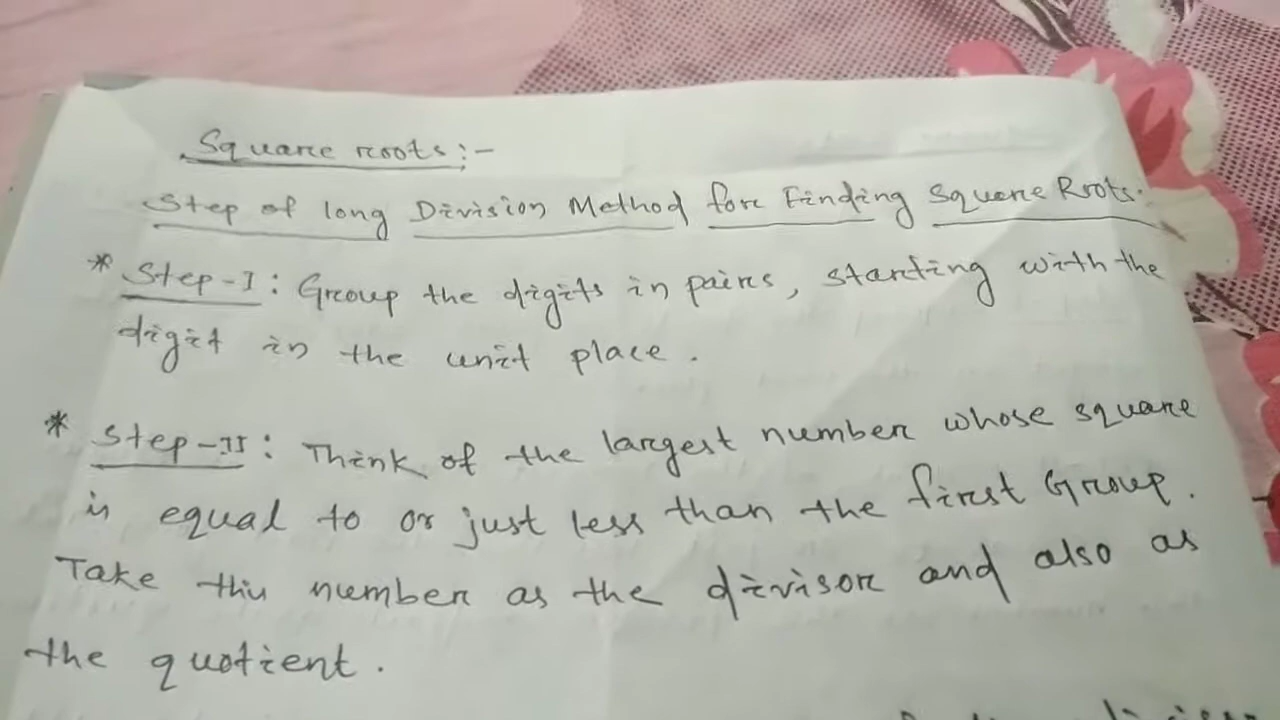 Square roots :-
Step of long Division Method for Finding Square Roots.
* Step-I : Group the digits in pairs, starting with the
digit in the unit place.
* Step-II : Think of the largest number whose square
is equal to or just less than the first Group.
Take this number as the divisor and also as
the quotient.